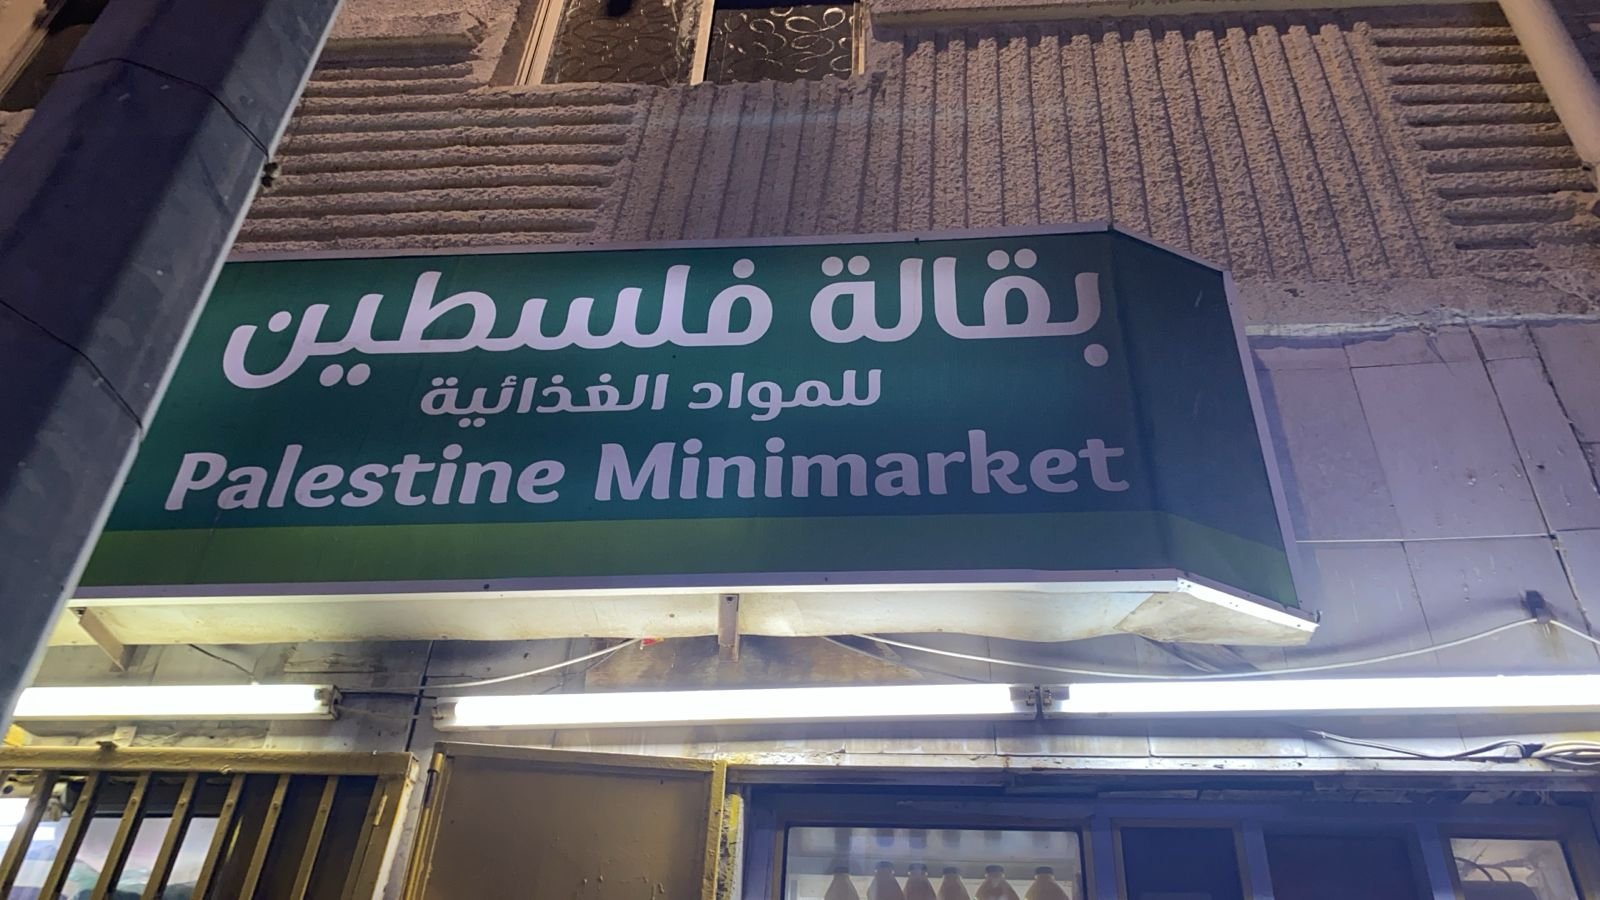 بقالة فلسطين
للمواد الغذائية
Palestine Minimarket